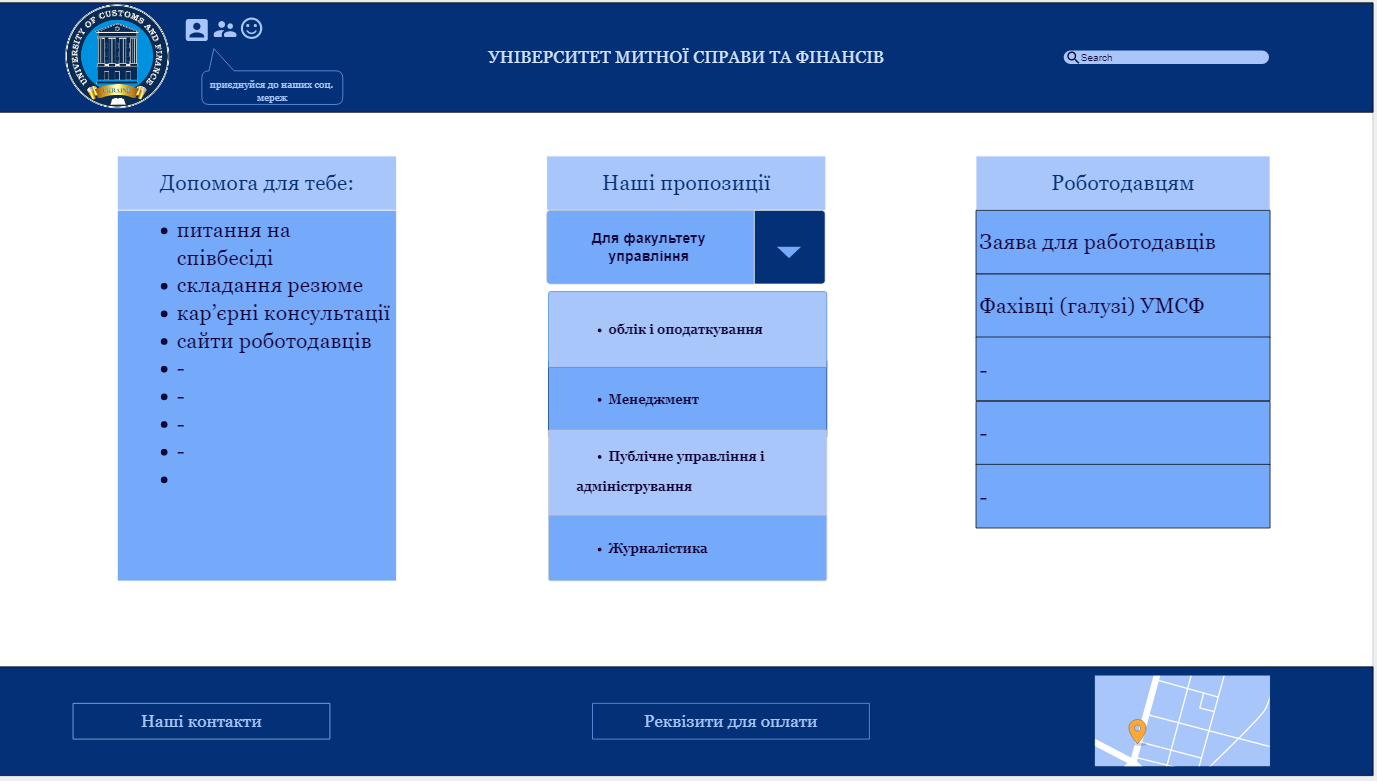 UNIVERSITY OF CUSTOMS AND FINANCE
UKRAINE
приєднуйся до наших соц.
мереж
УНІВЕРСИТЕТ МИТНОЇ СПРАВИ ТА ФІНАНСІВ
Search
Допомога для тебе:
• питання на
співбесіді
• складання резюме
• кар’єрні консультації
• сайти роботодавців
• -
• -
• -
• -
•
Наші пропозиції
Для факультету
управління
• облік і оподаткування
• Менеджмент
• Публічне управління і
адміністрування
• Журналістика
Роботодавцям
Заява для работодавців
Фахівці (галузі) УМСФ
-
-
-
Наші контакти
Реквізити для оплати